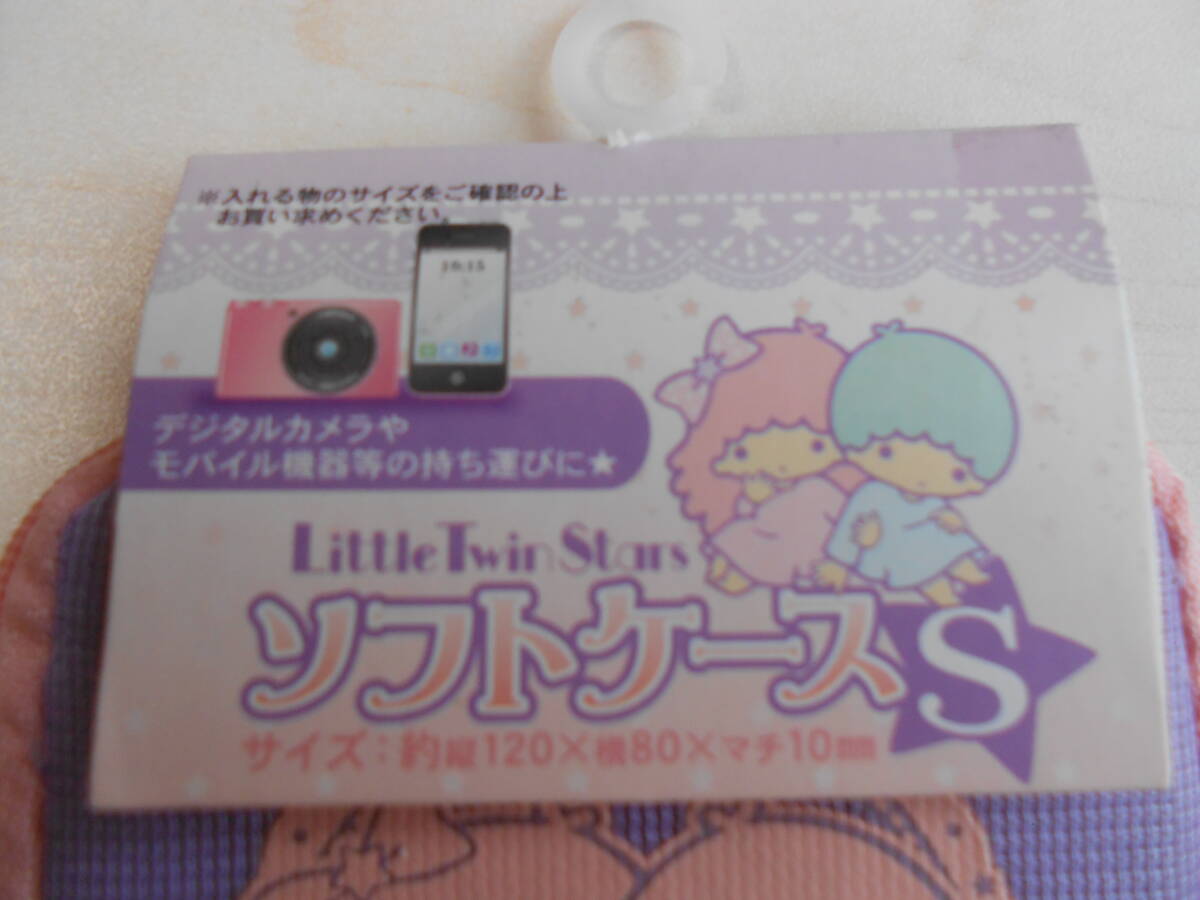 ※入れる物のサイズをご確認の上
お買い求めください。
10:15
デジタルカメラや
モバイル機器等の持ち運びに★
Little Twin Stars
ソフトケース S
サイズ：約縦120×横80×マチ10mm